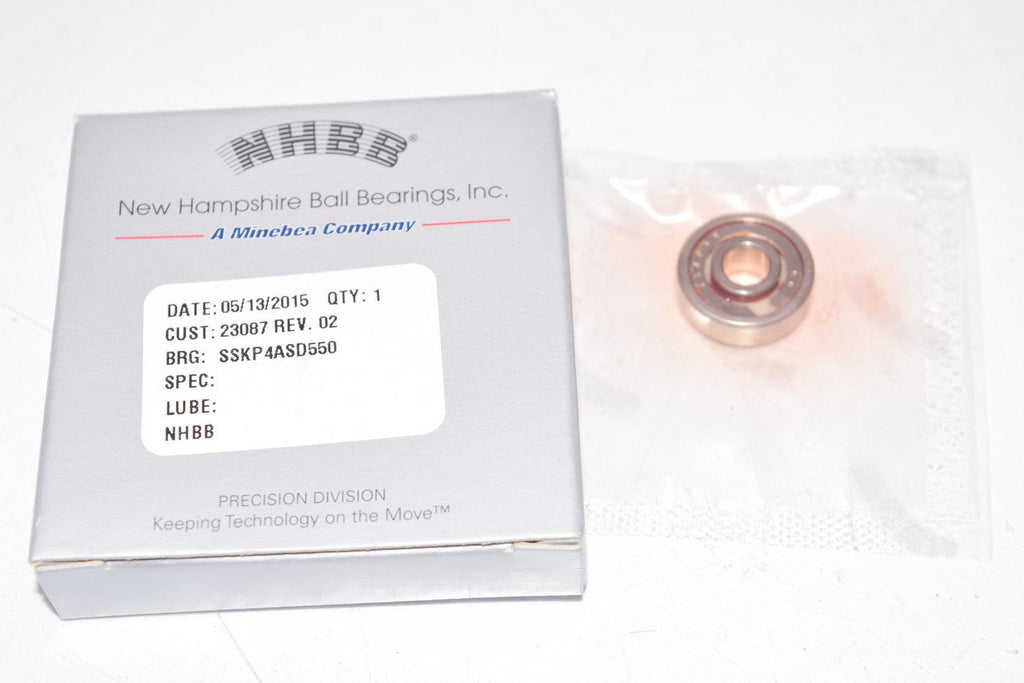 NHBB®
New Hampshire Ball Bearings, Inc.
A Minebea Company
DATE: 05/13/2015 QTY: 1
CUST: 23087 REV. 02
BRG: SSKP4ASD550
SPEC:
LUBE:
NHBB
PRECISION DIVISION
Keeping Technology on the Move™